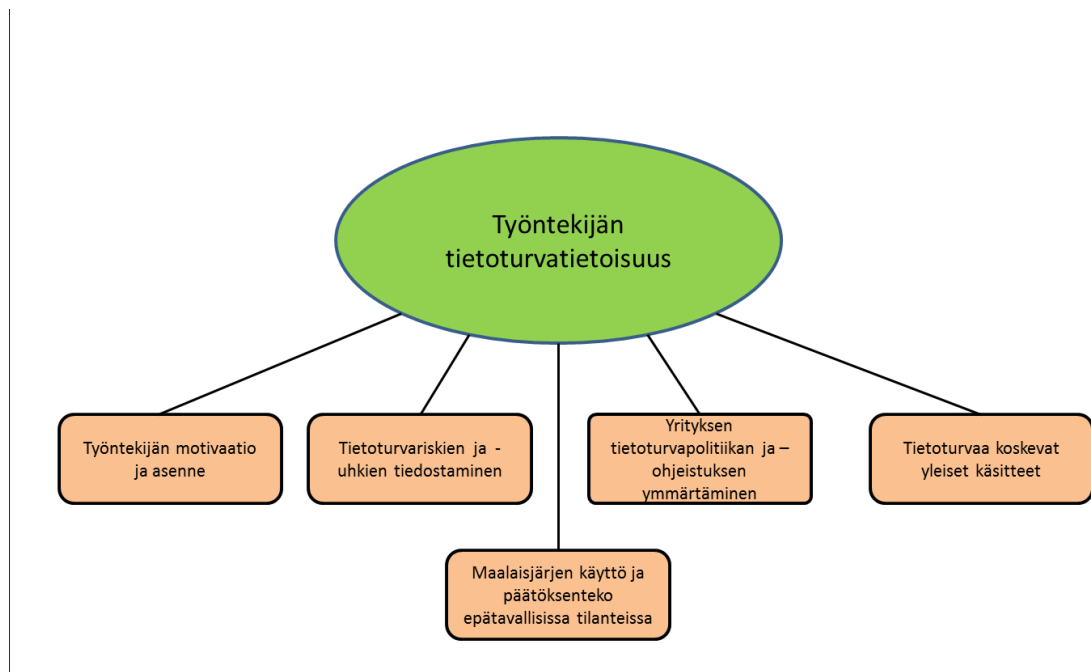 Työntekijän
tietoturvatietoisuus
Työntekijän motivaatio
ja asenne
Tietoturvariskien ja -
uhkien tiedostaminen
Yrityksen
tietoturvapolitiikan ja –
ohjeistuksen
ymmärtäminen
Tietoturvaa koskevat
yleiset käsitteet
Maalaisjärjen käyttö ja
päätöksenteko
epätavallisissa tilanteissa